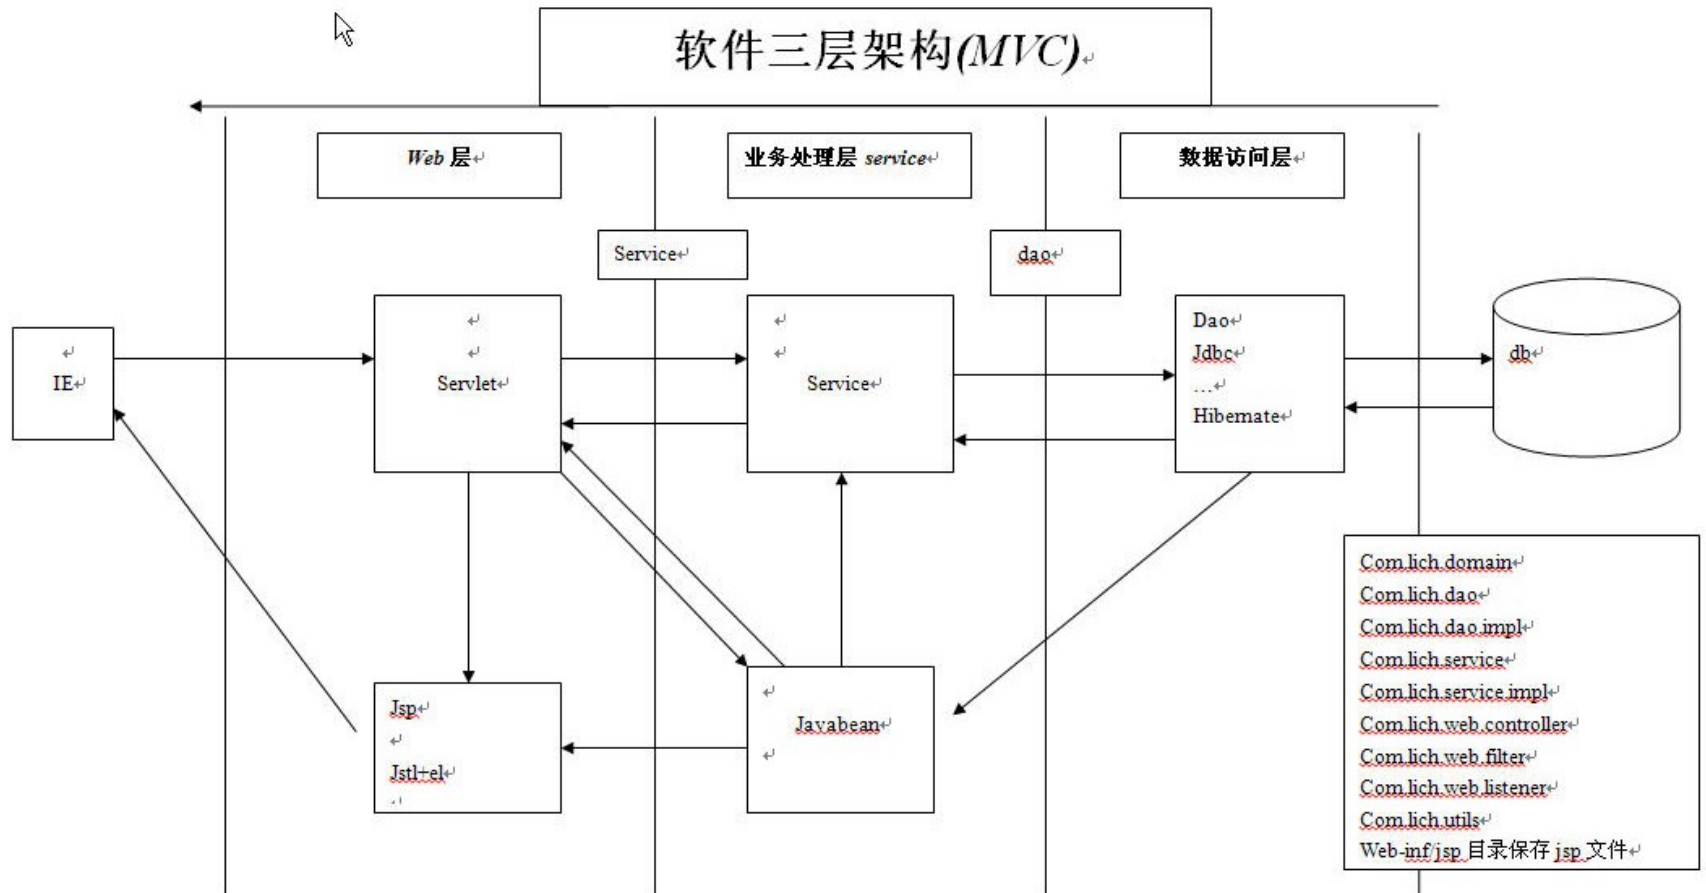 软件三层架构(MVC)
Web 层
业务处理层 service
数据访问层
Service
dao
IE
Servlet
Service
Dao
Jdbc
…
Hibernate
db
Jsp
Jstl+el
Javabean
Com.lich.domain
Com.lich.dao
Com.lich.dao.impl
Com.lich.service
Com.lich.service.impl
Com.lich.web.controller
Com.lich.web.filter
Com.lich.web.listener
Com.lich.utils
Web-inf/jsp 目录保存 jsp 文件